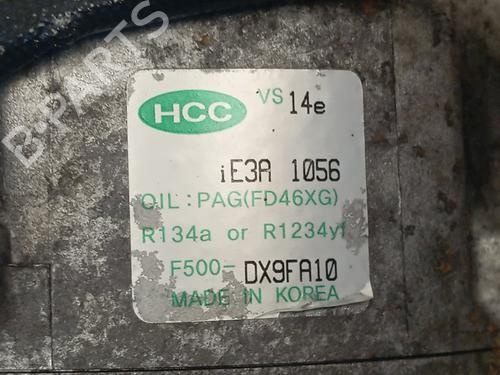 B-PARTS
HCC VS 14e
iE3A 1056
OIL : PAG(FD46XG)
R134a or R1234yf
F500-DX9FA10
MADE IN KOREA